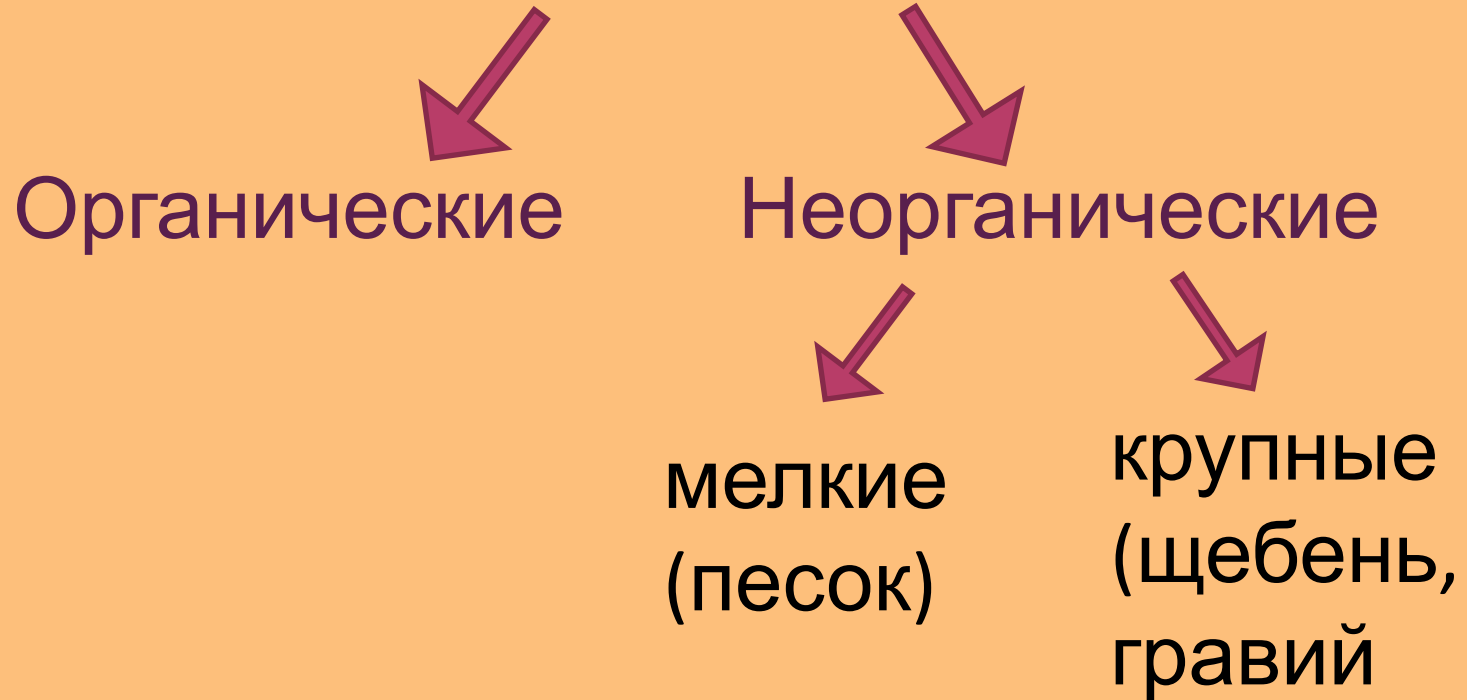 Органические
Неорганические
мелкие
(песок)
крупные
(щебень,
гравий